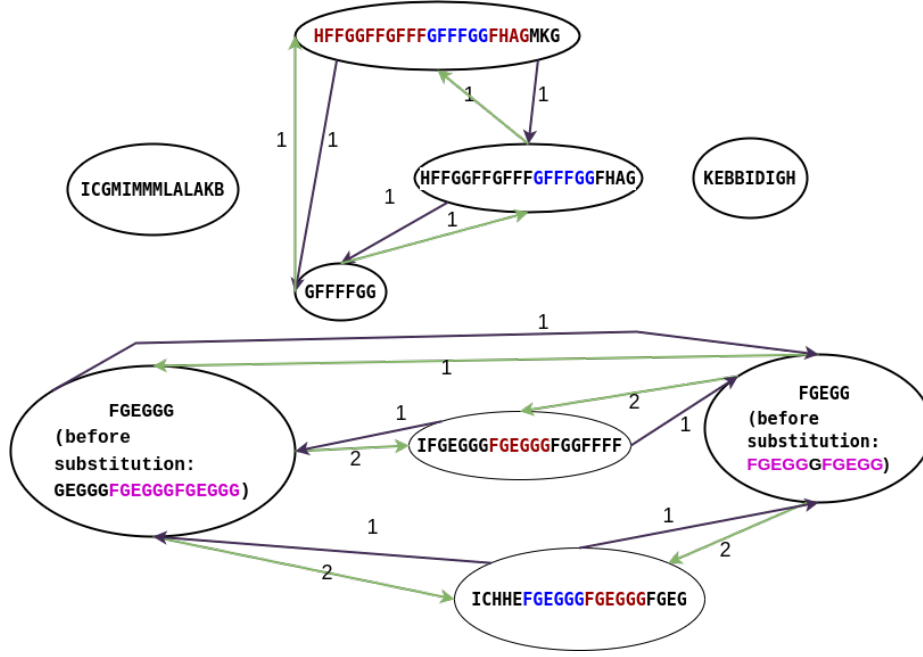 HFFGGFFGFFFGFFFGGFHAGMKG
1
1
1
1
ICGMIMMMLALAKB
HFFGGFFGFFFGFFFGGFHAG
KEBBIDIGH
1
1
GFFFFGG
1
1
FGEGGG
(before
substitution:
GEGGGFGEGGGFGEGGG)
1
2
IFGEGGGFGEGGGFGGFFFF
2
1
FGEGG
(before
substitution:
FGEGGGFGEGG)
1
1
2
2
ICHHEFGEGGGFGEGGGFGEG